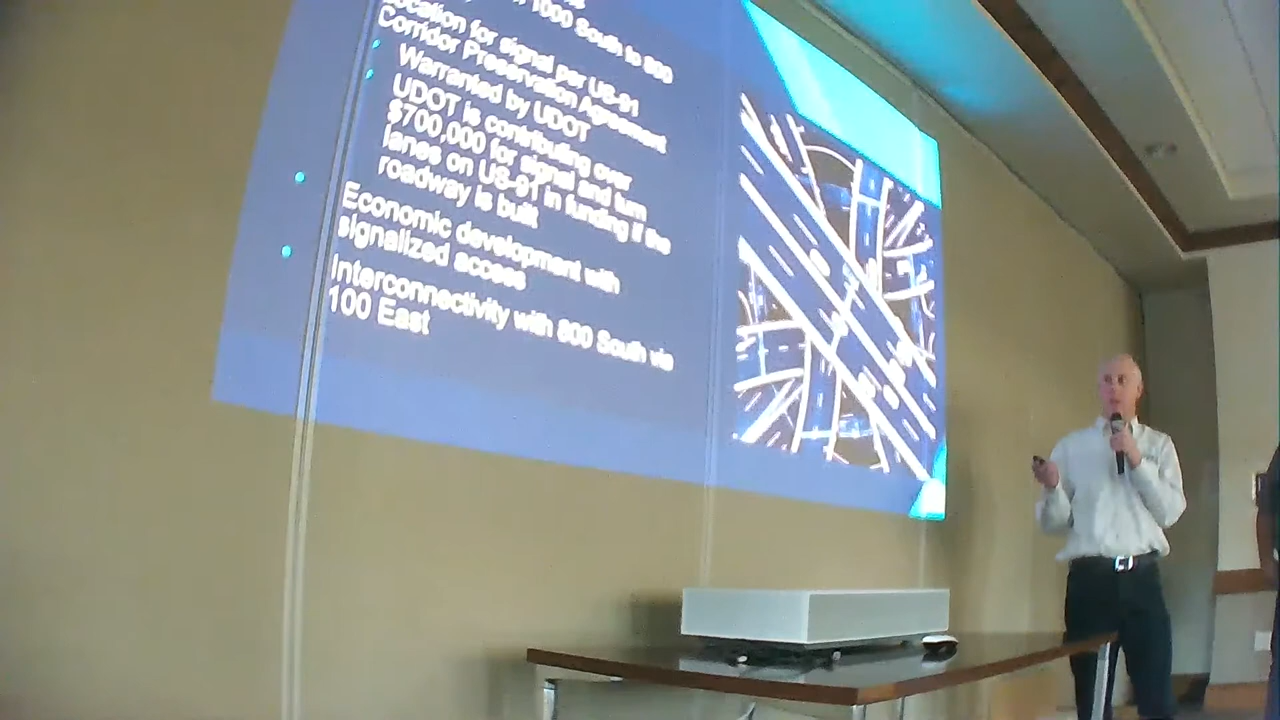 1000 South to 800
Location for signal per US-91
Corridor Preservation Agreement
Warranted by UDOT
UDOT is contributing over
$700,000 for signal and turn
lanes on US-91 in funding if the
roadway is built
Economic development with
signalized access
Interconnectivity with 800 South via
100 East